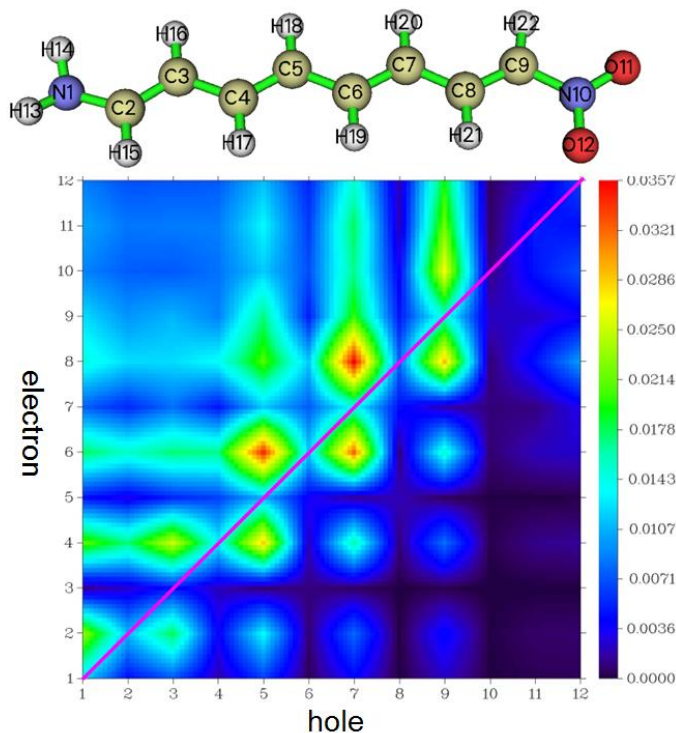 H14 H16 H18 H20 H22
N1 C3 C5 C7 C9 O11
H13 C2 C4 C6 C8 N10
H15 H17 H19 H21 O12
12 0.0357
11 0.0321
10 0.0286
9 0.0250
8 0.0214
7 0.0178
6 0.0143
5 0.0107
4 0.0071
3 0.0036
2 0.0000
1
electron
1 2 3 4 5 6 7 8 9 10 11 12
hole